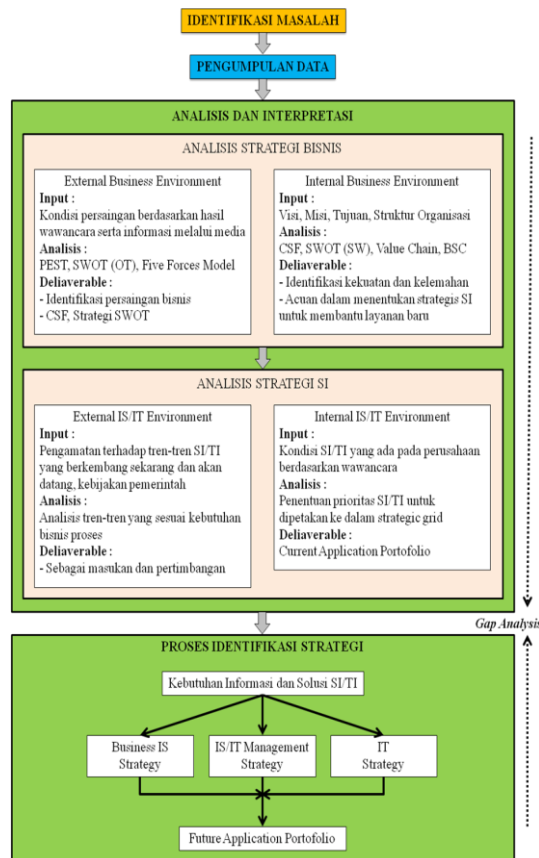 IDENTIFIKASI MASALAH
PENGUMPULAN DATA
ANALISIS DAN INTERPRETASI
ANALISIS STRATEGI BISNIS
External Business Environment
Input :
Kondisi persaingan berdasarkan hasil
wawancara serta informasi melalui media
Analysis :
PEST, SWOT (OT), Five Forces Model
Deliaverable :
- Identifikasi persaingan bisnis
- CSF, Strategi SWOT
Internal Business Environment
Input :
Visi, Misi, Tujuan, Struktur Organisasi
Analysis :
CSF, SWOT (SW), Value Chain, BSC
Deliaverable :
- Identifikasi kekuatan dan kelemahan
- Acuan dalam menentukan strategis SI
untuk membantu layanan baru
ANALISIS STRATEGI SI
External IS/IT Environment
Input :
Pengamatan terhadap tren-tren SI/TI
yang berkembang sekarang dan akan
datang, kebijakan pemerintah
Analysis :
Analisis tren-tren yang sesuai kebutuhan
bisnis proses
Deliaverable :
- Sebagai masukan dan pertimbangan
Internal IS/IT Environment
Input :
Kondisi SI/TI yang ada pada perusahaan
berdasarkan wawancara
Analysis :
Penentuan prioritas SI/TI untuk
dipetakan ke dalam strategic grid
Deliaverable :
Current Application Portofolio
Gap Analysis
PROSES IDENTIFIKASI STRATEGI
Kebutuhan Informasi dan Solusi SI/TI
Business IS
Strategy
IS/IT Management
Strategy
IT
Strategy
Future Application Portofolio